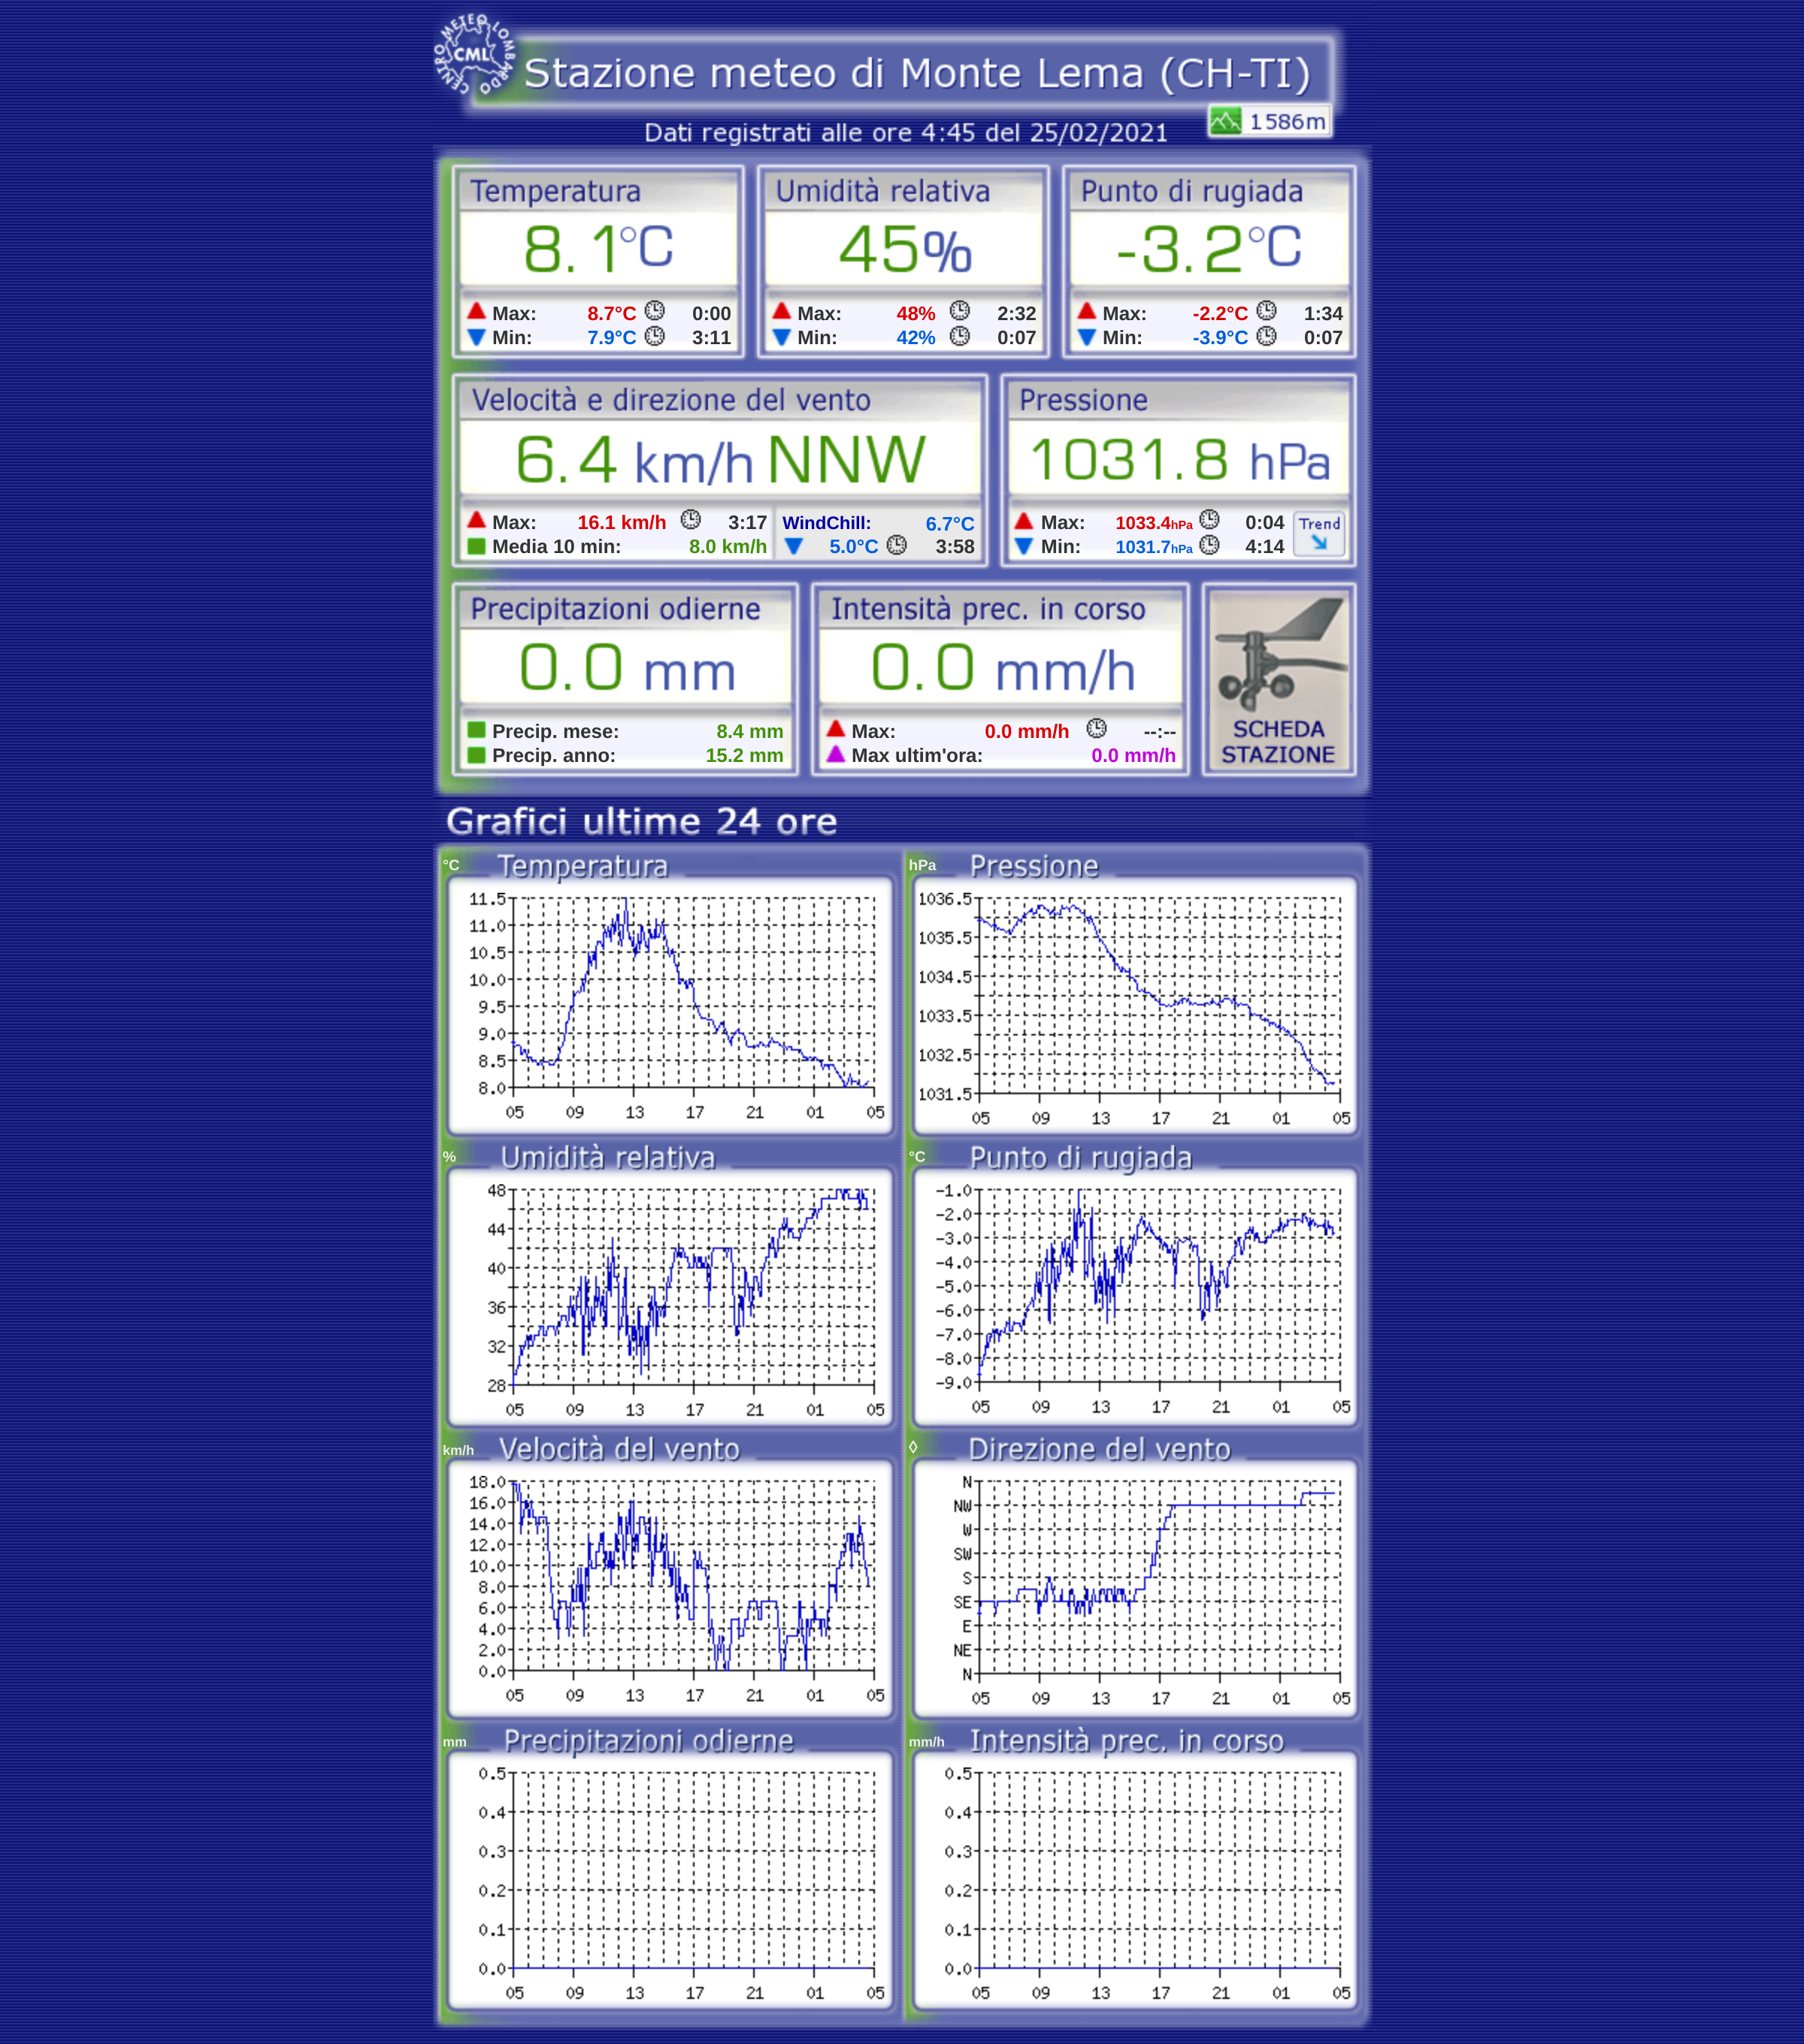 CENTRO METEO LOMBARDO
CML
Stazione meteo di Monte Lema (CH-TI)
1586m
Dati registrati alle ore 4:45 del 25/02/2021
Temperatura Umidità relativa Punto di rugiada
8.1°C 45% -3.2°C
Max: 8.7°C 0:00 Max: 48% 2:32 Max: -2.2°C 1:34
Min: 7.9°C 3:11 Min: 42% 0:07 Min: -3.9°C 0:07
Velocità e direzione del vento Pressione
6.4 km/h NNW 1031.8 hPa
Max: 16.1 km/h 3:17 WindChill: 6.7°C Max: 1033.4hPa 0:04 Trend
Media 10 min: 8.0 km/h 5.0°C 3:58 Min: 1031.7hPa 4:14
Precipitazioni odierne Intensità prec. in corso
0.0 mm 0.0 mm/h
Precip. mese: 8.4 mm Max: 0.0 mm/h --:-- SCHEDA
Precip. anno: 15.2 mm Max ultim'ora: 0.0 mm/h STAZIONE
Grafici ultime 24 ore
°C Temperatura
11.5
11.0
10.5
10.0
9.5
9.0
8.5
8.0
05 09 13 17 21 01 05
hPa Pressione
1036.5
1035.5
1034.5
1033.5
1032.5
1031.5
05 09 13 17 21 01 05
% Umidità relativa
48
44
40
36
32
28
05 09 13 17 21 01 05
°C Punto di rugiada
-1.0
-2.0
-3.0
-4.0
-5.0
-6.0
-7.0
-8.0
-9.0
05 09 13 17 21 01 05
km/h Velocità del vento
18.0
16.0
14.0
12.0
10.0
8.0
6.0
4.0
2.0
0.0
05 09 13 17 21 01 05
◊ Direzione del vento
N
NW
W
SW
S
SE
E
NE
N
05 09 13 17 21 01 05
mm Precipitazioni odierne
0.5
0.4
0.3
0.2
0.1
0.0
05 09 13 17 21 01 05
mm/h Intensità prec. in corso
0.5
0.4
0.3
0.2
0.1
0.0
05 09 13 17 21 01 05